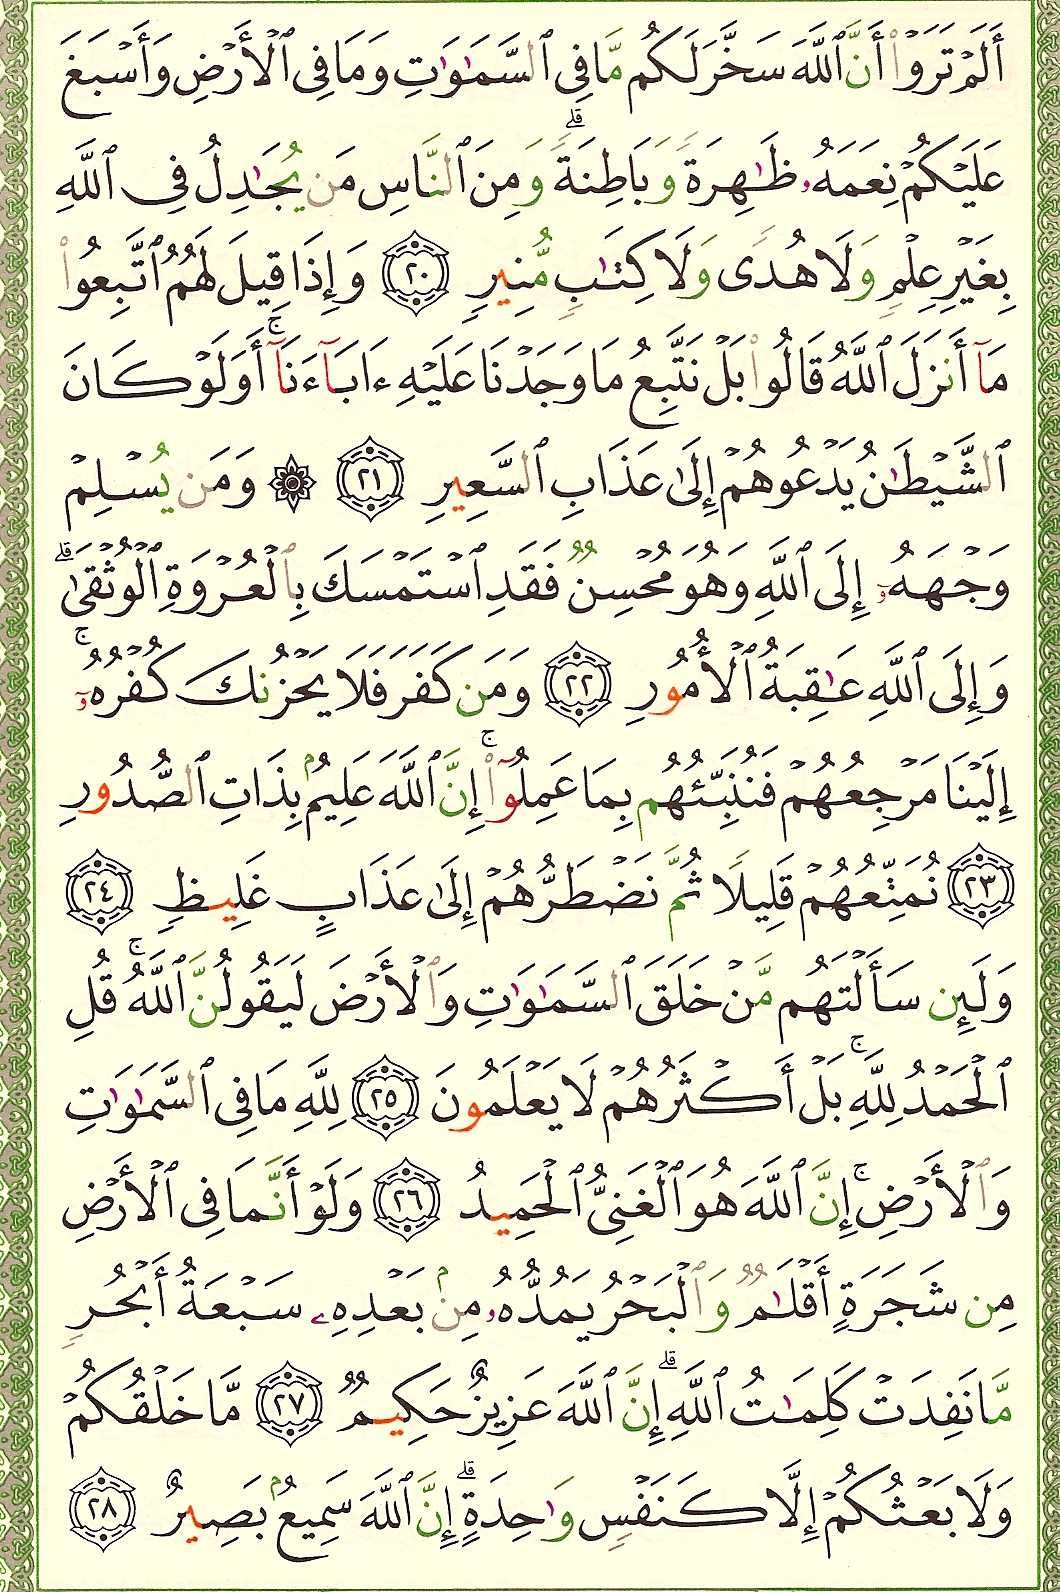 أَلَمْ تَرَوْا۟ أَنَّ ٱللَّهَ سَخَّرَ لَكُم مَّا فِى ٱلسَّمَٰوَٰتِ وَمَا فِى ٱلْأَرْضِ وَأَسْبَغَ
عَلَيْكُمْ نِعَمَهُۥ ظَٰهِرَةً وَبَاطِنَةً ۗ وَمِنَ ٱلنَّاسِ مَن يُجَٰدِلُ فِى ٱللَّهِ
بِغَيْرِ عِلْمٍ وَلَا هُدًى وَلَا كِتَٰبٍ مُّنِيرٍ ٢٠ وَإِذَا قِيلَ لَهُمُ ٱتَّبِعُوا۟
مَآ أَنزَلَ ٱللَّهُ قَالُوا۟ بَلْ نَتَّبِعُ مَا وَجَدْنَا عَلَيْهِ ءَابَآءَنَآ ۚ أَوَلَوْ كَانَ
ٱلشَّيْطَٰنُ يَدْعُوهُمْ إِلَىٰ عَذَابِ ٱلسَّعِيرِ ٢١ ۞ وَمَن يُسْلِمْ
وَجْهَهُۥٓ إِلَى ٱللَّهِ وَهُوَ مُحْسِنٌ فَقَدِ ٱسْتَمْسَكَ بِٱلْعُرْوَةِ ٱلْوُثْقَىٰ ۗ
وَإِلَى ٱللَّهِ عَٰقِبَةُ ٱلْأُمُورِ ٢٢ وَمَن كَفَرَ فَلَا يَحْزُنكَ كُفْرُهُۥٓ ۚ
إِلَيْنَا مَرْجِعُهُمْ فَنُنَبِّئُهُم بِمَا عَمِلُوٓا۟ ۚ إِنَّ ٱللَّهَ عَلِيمٌۢ بِذَاتِ ٱلصُّدُورِ
٢٣ نُمَتِّعُهُمْ قَلِيلًا ثُمَّ نَضْطَرُّهُمْ إِلَىٰ عَذَابٍ غَلِيظٍ ٢٤
وَلَئِن سَأَلْتَهُم مَّنْ خَلَقَ ٱلسَّمَٰوَٰتِ وَٱلْأَرْضَ لَيَقُولُنَّ ٱللَّهُ ۚ قُلِ
ٱلْحَمْدُ لِلَّهِ ۚ بَلْ أَكْثَرُهُمْ لَا يَعْلَمُونَ ٢٥ لِلَّهِ مَا فِى ٱلسَّمَٰوَٰتِ
وَٱلْأَرْضِ ۚ إِنَّ ٱللَّهَ هُوَ ٱلْغَنِىُّ ٱلْحَمِيدُ ٢٦ وَلَوْ أَنَّمَا فِى ٱلْأَرْضِ
مِن شَجَرَةٍ أَقْلَٰمٌ وَٱلْبَحْرُ يَمُدُّهُۥ مِنۢ بَعْدِهِۦ سَبْعَةُ أَبْحُرٍ
مَّا نَفِدَتْ كَلِمَٰتُ ٱللَّهِ ۗ إِنَّ ٱللَّهَ عَزِيزٌ حَكِيمٌ ٢٧ مَّا خَلْقُكُمْ
وَلَا بَعْثُكُمْ إِلَّا كَنَفْسٍ وَٰحِدَةٍ ۗ إِنَّ ٱللَّهَ سَمِيعٌۢ بَصِيرٌ ٢٨